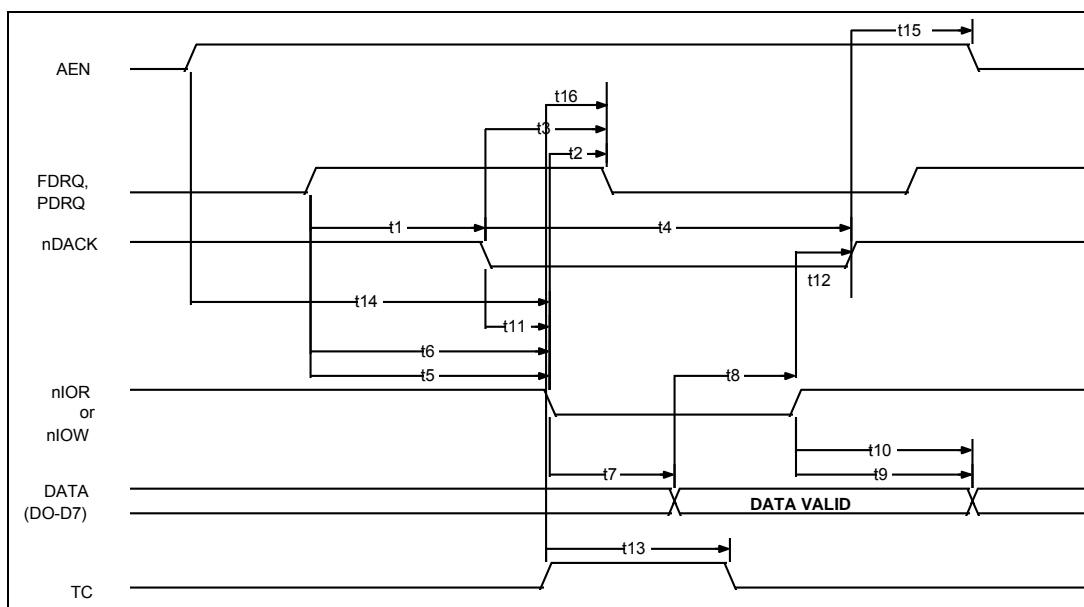 t15
AEN
t16
t3
t2
FDRQ,
PDRQ
t1
t4
nDACK
t12
t14
t11
t6
t5
t8
nIOR
or
nIOW
t10
t7
t9
DATA
(DO-D7)
DATA VALID
t13
TC